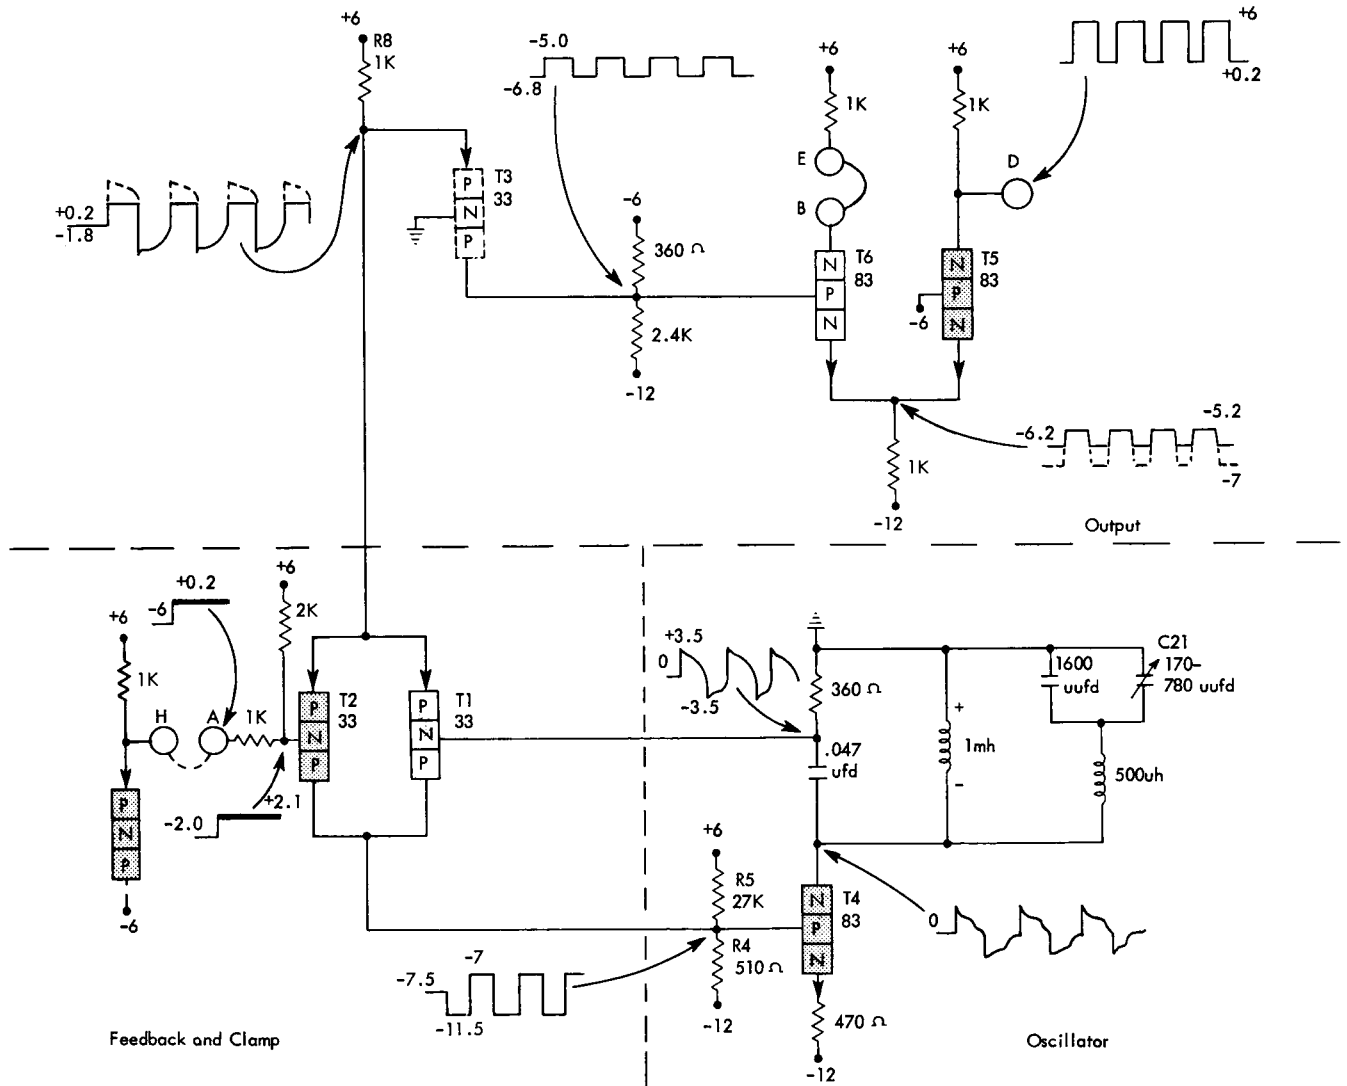 +6
R8
1K
-5.0
-6.8
+6
+6
+6
+0.2
1K
1K
E
D
B
P
N
P
T3
33
+0.2
-1.8
-6
360 Ω
2.4K
-12
N
P
N
T6
83
N
P
N
T5
83
-6
-5.2
-6.2
-7
1K
-12
Output
+0.2
-6
+6
+6
2K
1K
H
A
1K
P
N
P
T2
33
P
N
P
T1
33
+2.1
-2.0
P
N
P
-6
-7
-7.5
-11.5
Feedback and Clamp
+3.5
0
-3.5
360 Ω
.047
ufd
+
1mh
-
1600
uufd
C21
170-
780 uufd
500uh
+6
R5
27K
R4
510 Ω
-12
N
P
N
T4
83
0
470 Ω
-12
Oscillator